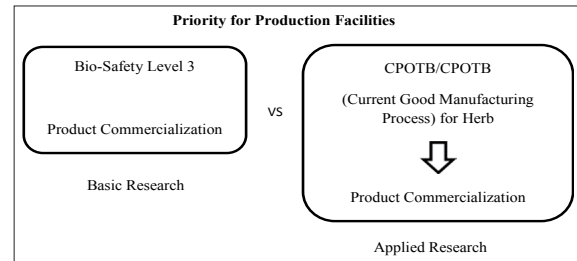 Priority for Production Facilities
Bio-Safety Level 3
Product Commercialization
Basic Research
vs
CPOTB/CPOTB
(Current Good Manufacturing
Process) for Herb
Product Commercialization
Applied Research